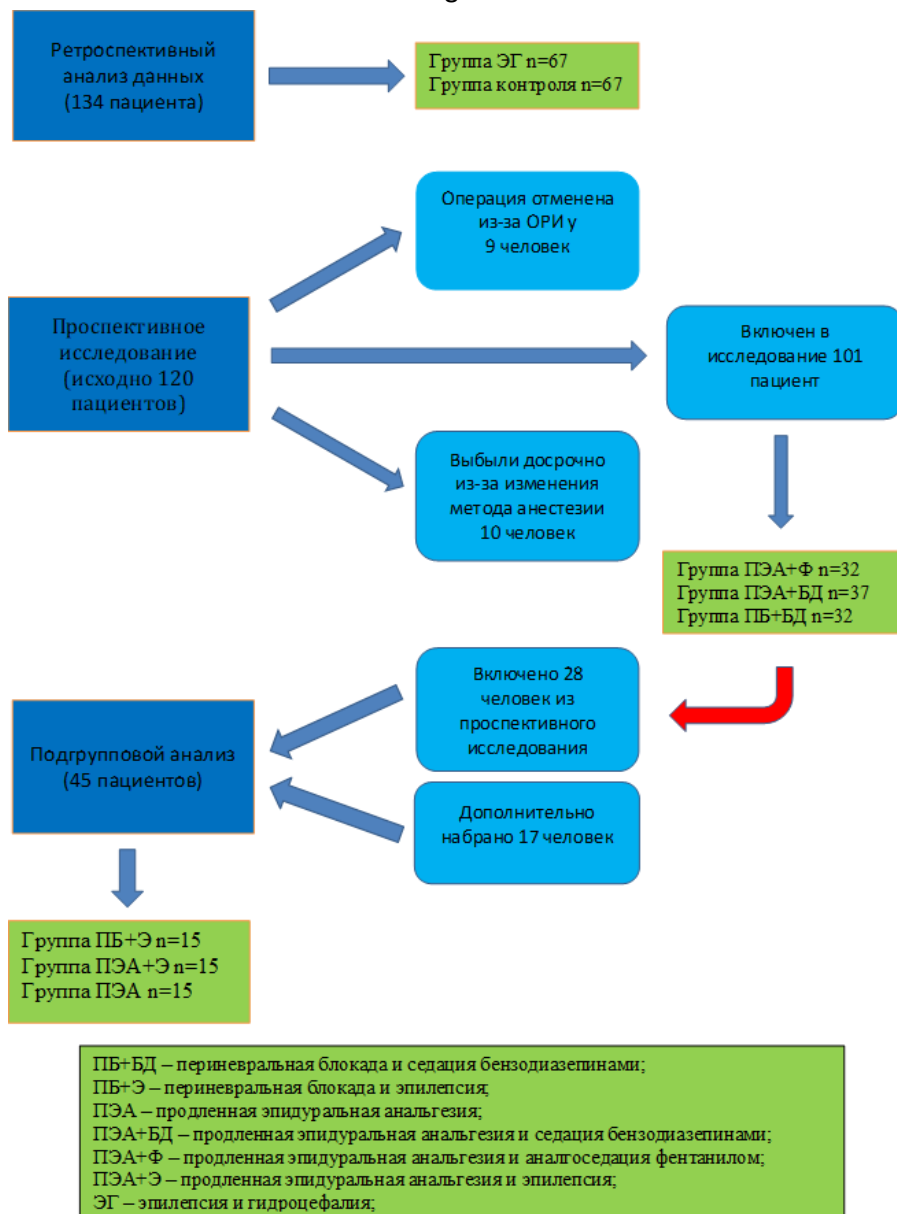 Ретроспективный
анализ данных
(134 пациента)
Группа ЭГ n=67
Группа контроля n=67
Операция отменена
из-за ОРИ у
9 человек
Проспективное
исследование
(исходно 120
пациентов)
Включен в
исследование 101
пациент
Выбыли досрочно
из-за изменения
метода анестезии
10 человек
Группа ПЭА+Ф n=32
Группа ПЭА+БД n=37
Группа ПБ+БД n=32
Включено 28
человек из
проспективного
исследования
Подгрупповой анализ
(45 пациентов)
Дополнительно
набрано 17 человек
Группа ПБ+Э n=15
Группа ПЭА+Э n=15
Группа ПЭА n=15
ПБ+БД – периневральная блокада и седация бензодиазепинами;
ПБ+Э – периневральная блокада и эпилепсия;
ПЭА – продленная эпидуральная анальгезия;
ПЭА+БД – продленная эпидуральная анальгезия и седация бензодиазепинами;
ПЭА+Ф – продленная эпидуральная анальгезия и аналгоседация фентанилом;
ПЭА+Э – продленная эпидуральная анальгезия и эпилепсия;
ЭГ – эпилепсия и гидроцефалия;